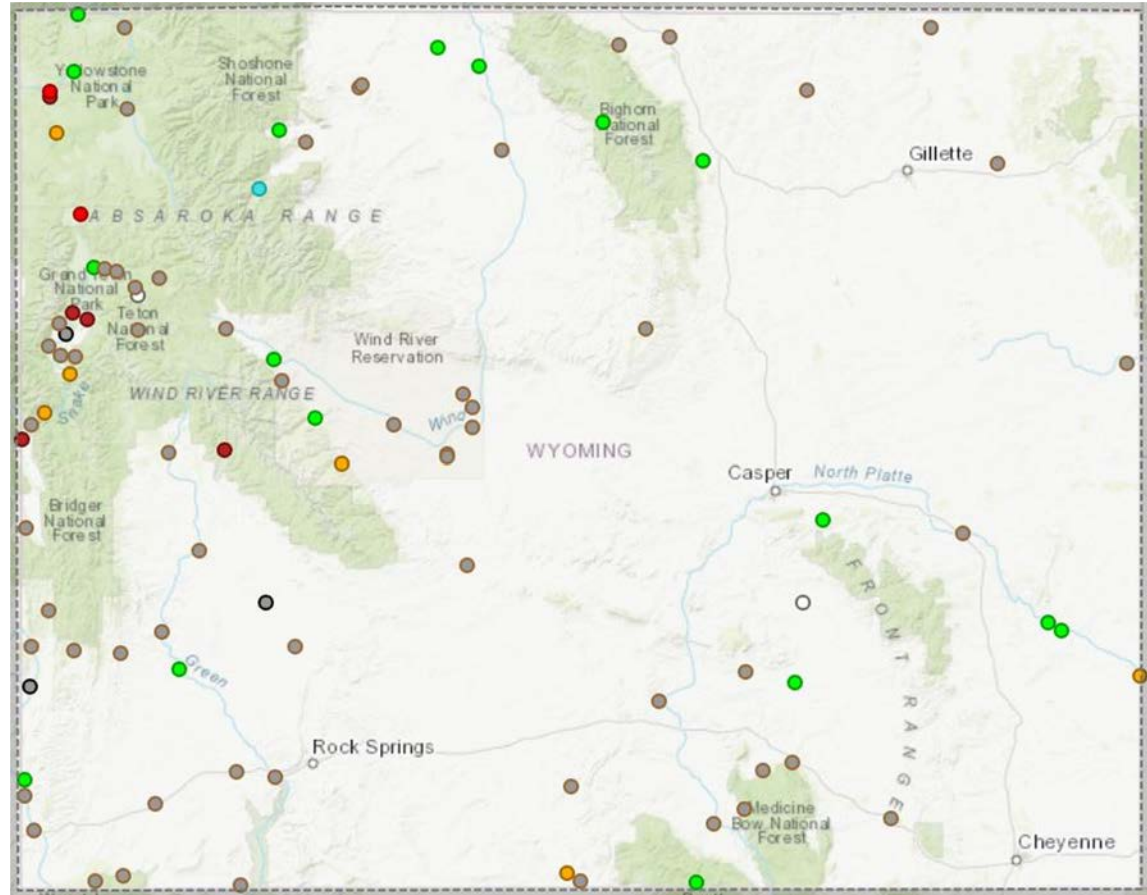 Yellowstone
National
Park
Shoshone
National
Forest
Bighorn
National
Forest
Gillette
ABSAROKA RANGE
Grand Teton
National
Park
Teton
National
Forest
Wind River
Reservation
WIND RIVER RANGE
Snake
Wind
WYOMING
Casper
North Platte
Bridger
National
Forest
FRONT RANGE
Green
Rock Springs
Medicine
Bow National
Forest
Cheyenne